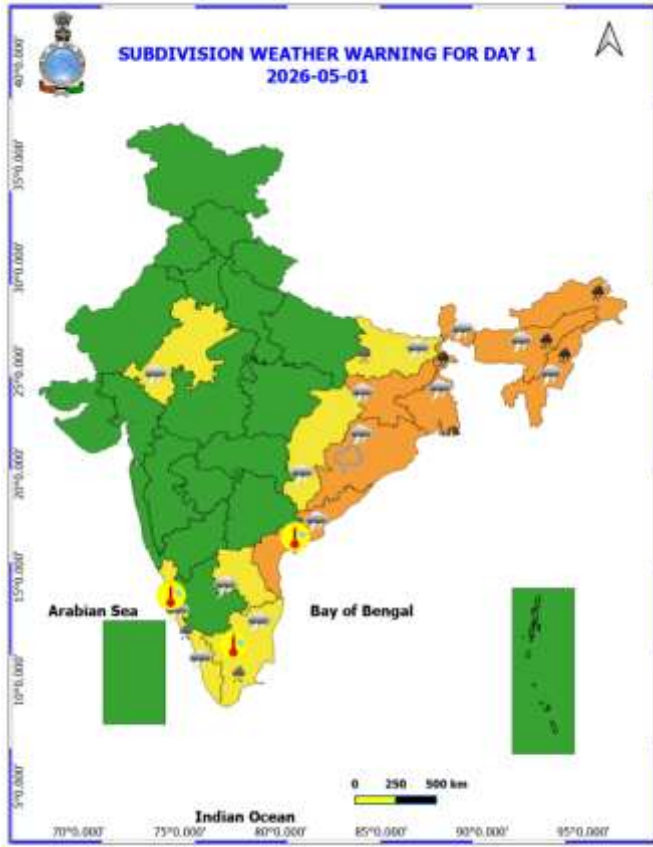 SUBDIVISION WEATHER WARNING FOR DAY 1
2026-05-01
40°0.000'
35°0.000'
30°0.000'
25°0.000'
20°0.000'
15°0.000'
10°0.000'
5°0.000'
Arabian Sea
Bay of Bengal
0 250 500 km
Indian Ocean
70°0.000' 75°0.000' 80°0.000' 85°0.000' 90°0.000' 95°0.000'